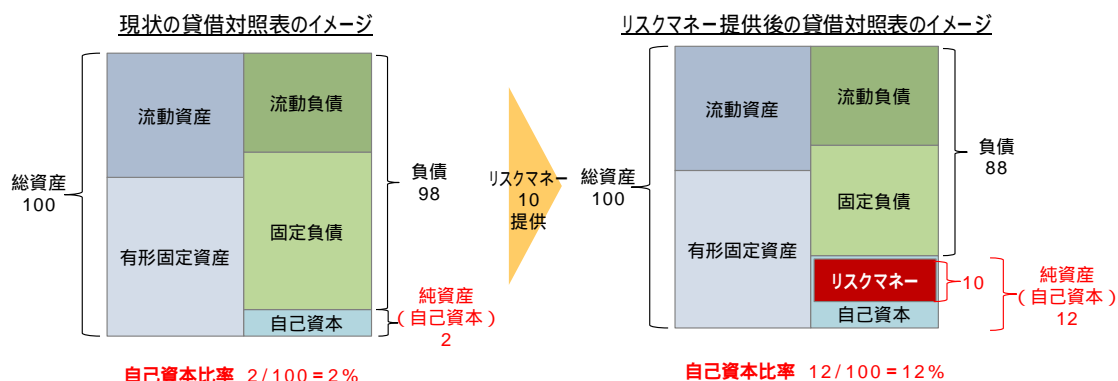 現状の貸借対照表のイメージ
総資産
100
流動資産
有形固定資産
流動負債
固定負債
自己資本
負債
98
純資産
(自己資本)
2
自己資本比率 2/100=2%
リスクマネー
10
提供
リスクマネー提供後の貸借対照表のイメージ
総資産
100
流動資産
有形固定資産
流動負債
固定負債
リスクマネー
自己資本
負債
88
10
純資産
(自己資本)
12
自己資本比率 12/100=12%